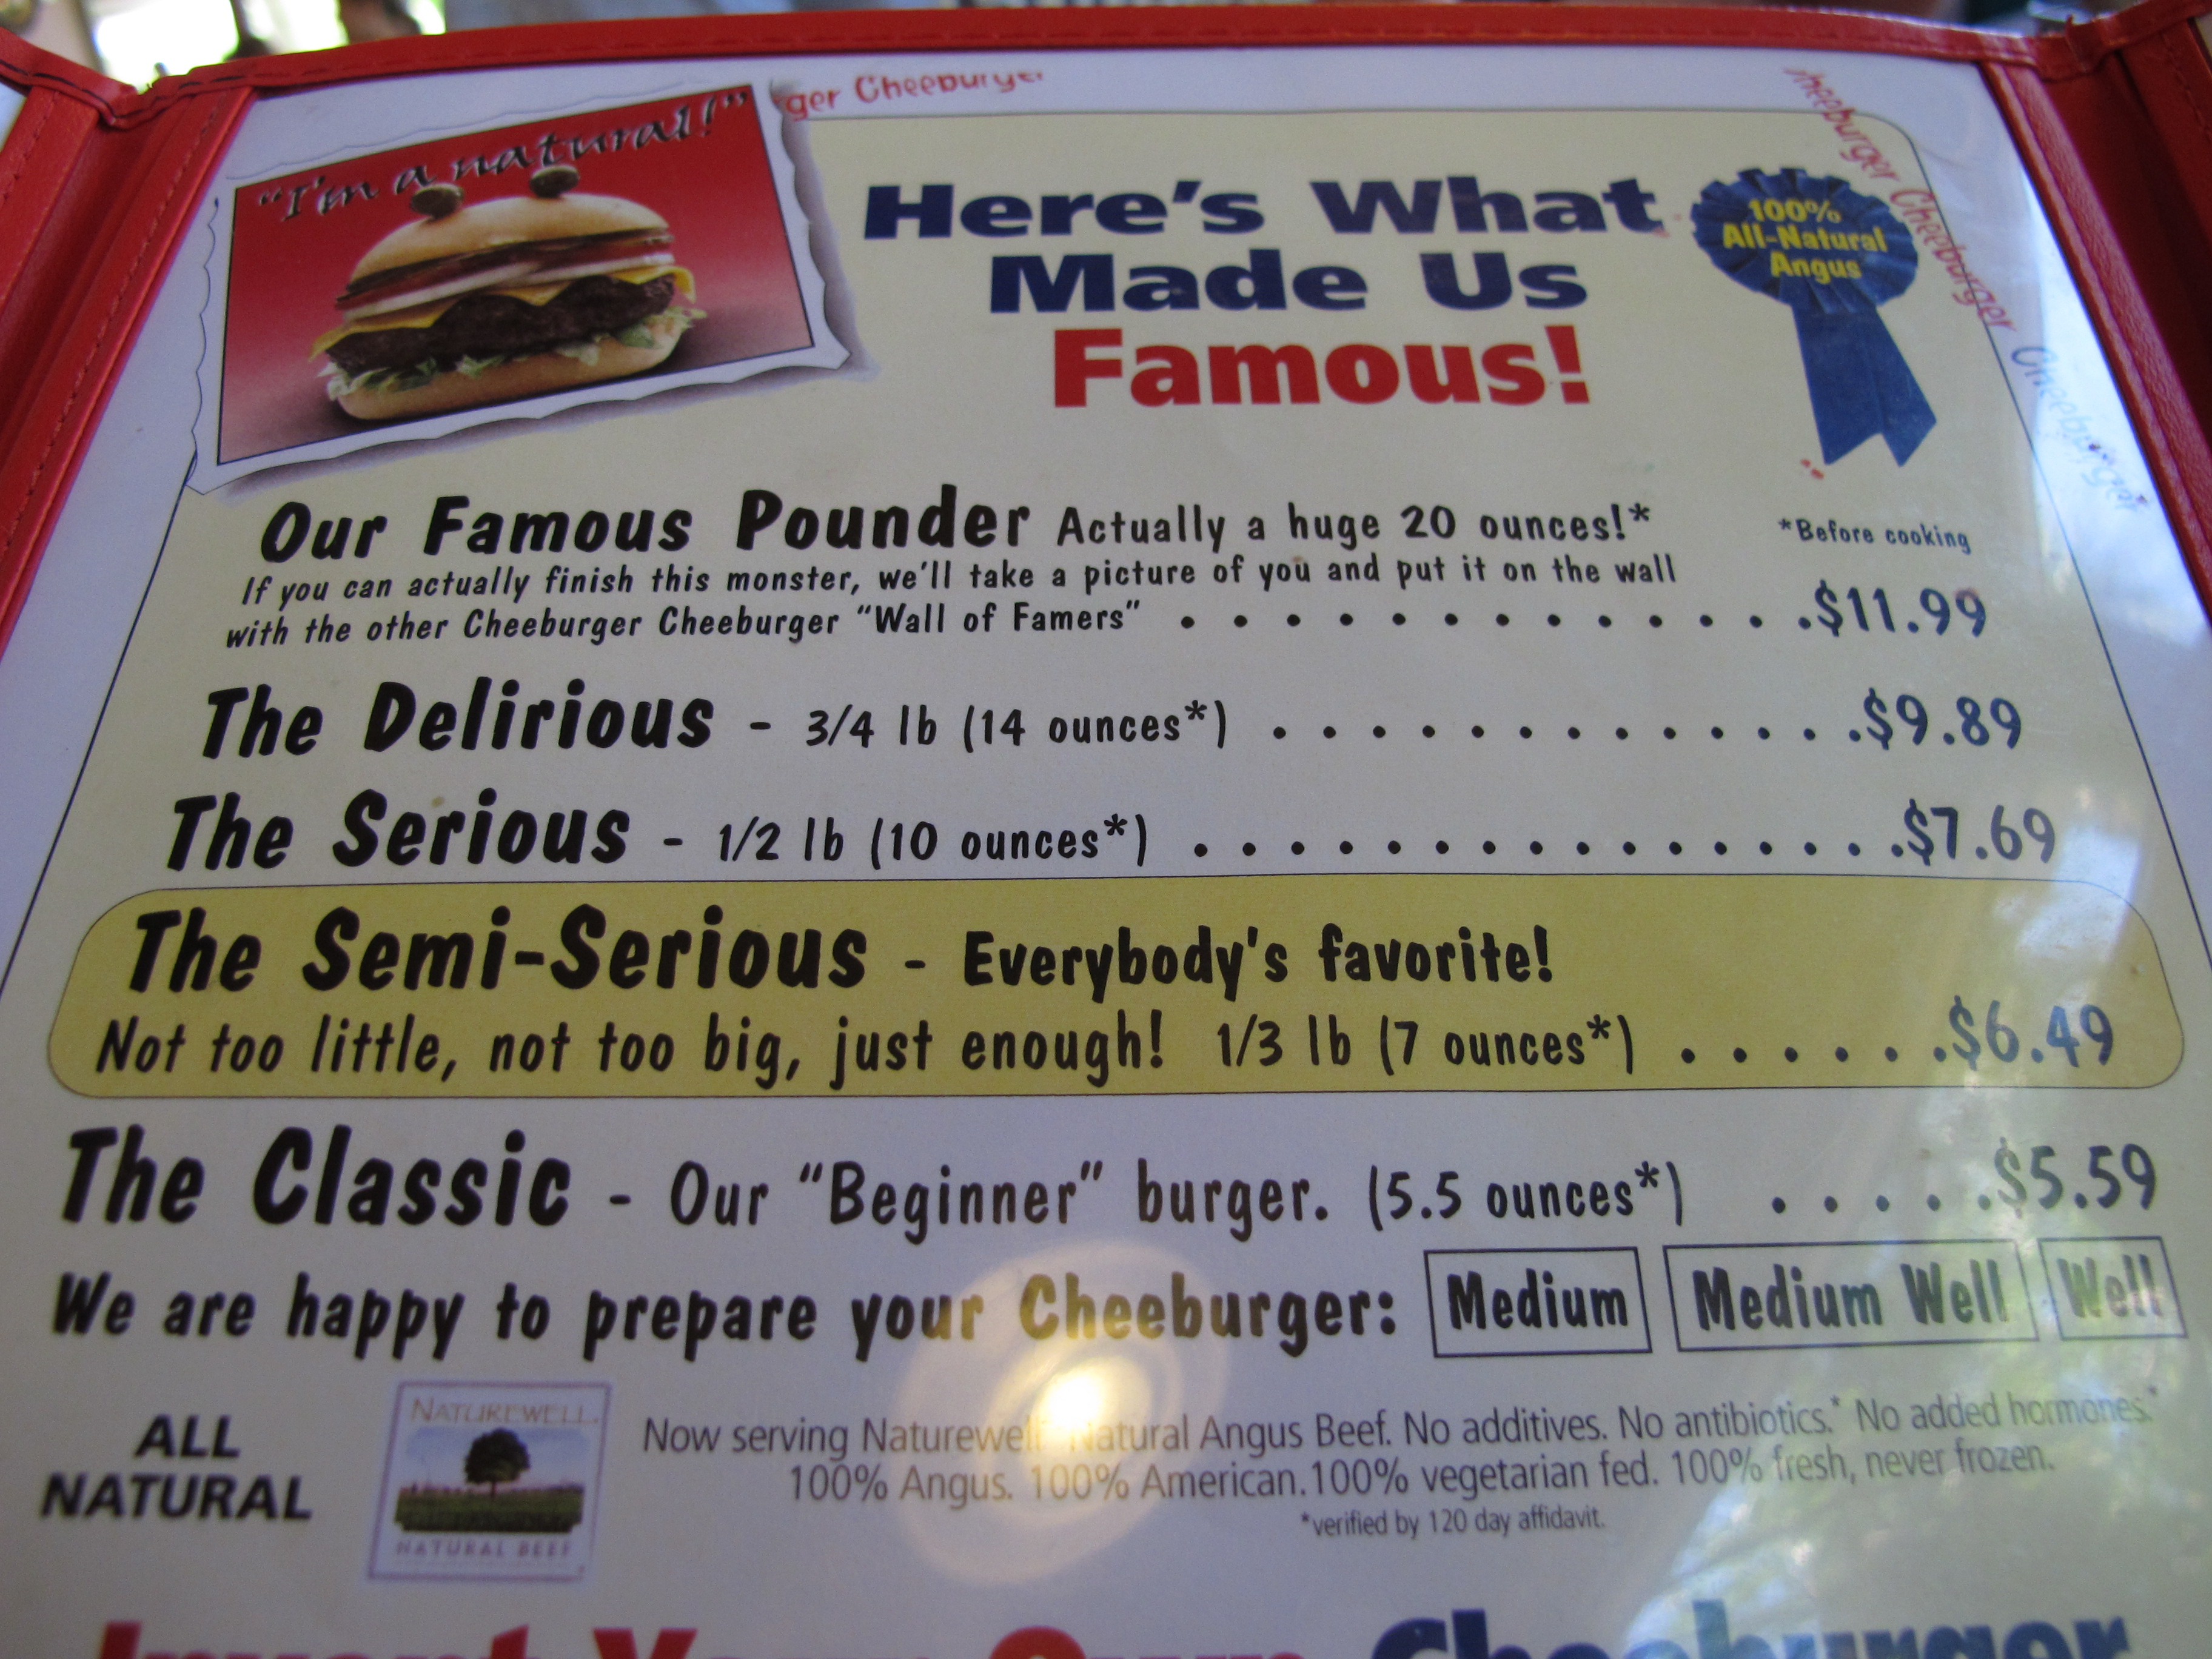 "I'm a natural!"
ger Cheeburger
Cheeburger Cheeburger Cheeburger
Here's What
Made Us
Famous!
100%
All-Natural
Angus
Our Famous Pounder Actually a huge 20 ounces!*
*Before cooking
If you can actually finish this monster, we'll take a picture of you and put it on the wall
with the other Cheeburger Cheeburger "Wall of Famers" . . . . . . . . . . . . . $11.99
The Delirious - 3/4 lb (14 ounces*) . . . . . . . . . . . . $9.89
The Serious - 1/2 lb (10 ounces*) . . . . . . . . . . . . . . . $7.69
The Semi-Serious - Everybody's favorite!
Not too little, not too big, just enough! 1/3 lb (7 ounces*) . . . . . . $6.49
The Classic - Our "Beginner" burger. (5.5 ounces*) . . . . . $5.59
We are happy to prepare your Cheeburger: Medium Medium Well Well
ALL
NATURAL
NATUREWELL
NATURAL BEEF
Now serving Naturewell Natural Angus Beef. No additives. No antibiotics.* No added hormones.*
100% Angus. 100% American. 100% vegetarian fed. 100% fresh, never frozen.
*verified by 120 day affidavit.
Invent Your Own Cheeburger